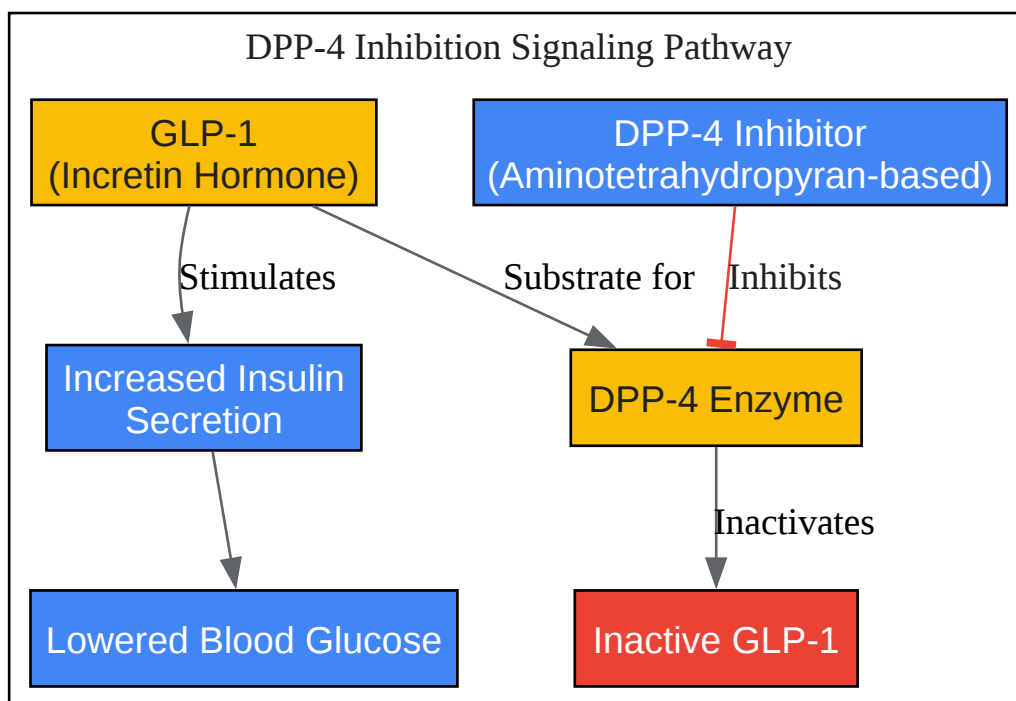 DPP-4 Inhibition Signaling Pathway
GLP-1
(Incretin Hormone)
DPP-4 Inhibitor
(Aminotetrahydropyran-based)
Stimulates
Substrate for
Inhibits
Increased Insulin
Secretion
DPP-4 Enzyme
Inactivates
Lowered Blood Glucose
Inactive GLP-1